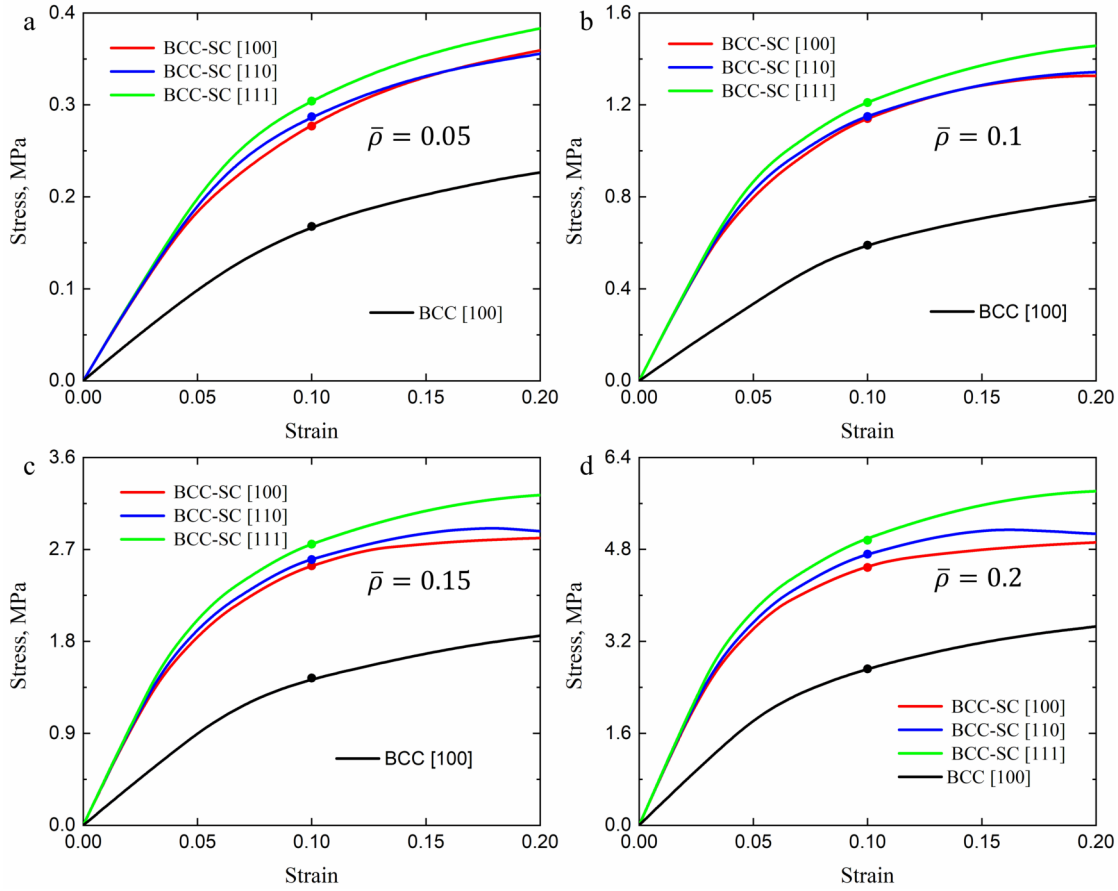 a
0.4
0.3
0.2
0.1
0.0
Stress, MPa
BCC-SC [100]
BCC-SC [110]
BCC-SC [111]
ρ̄ = 0.05
BCC [100]
0.00 0.05 0.10 0.15 0.20
Strain
b
1.6
1.2
0.8
0.4
0.0
Stress, MPa
BCC-SC [100]
BCC-SC [110]
BCC-SC [111]
ρ̄ = 0.1
BCC [100]
0.00 0.05 0.10 0.15 0.20
Strain
c
3.6
2.7
1.8
0.9
0.0
Stress, MPa
BCC-SC [100]
BCC-SC [110]
BCC-SC [111]
ρ̄ = 0.15
BCC [100]
0.00 0.05 0.10 0.15 0.20
Strain
d
6.4
4.8
3.2
1.6
0.0
Stress, MPa
ρ̄ = 0.2
BCC-SC [100]
BCC-SC [110]
BCC-SC [111]
BCC [100]
0.00 0.05 0.10 0.15 0.20
Strain